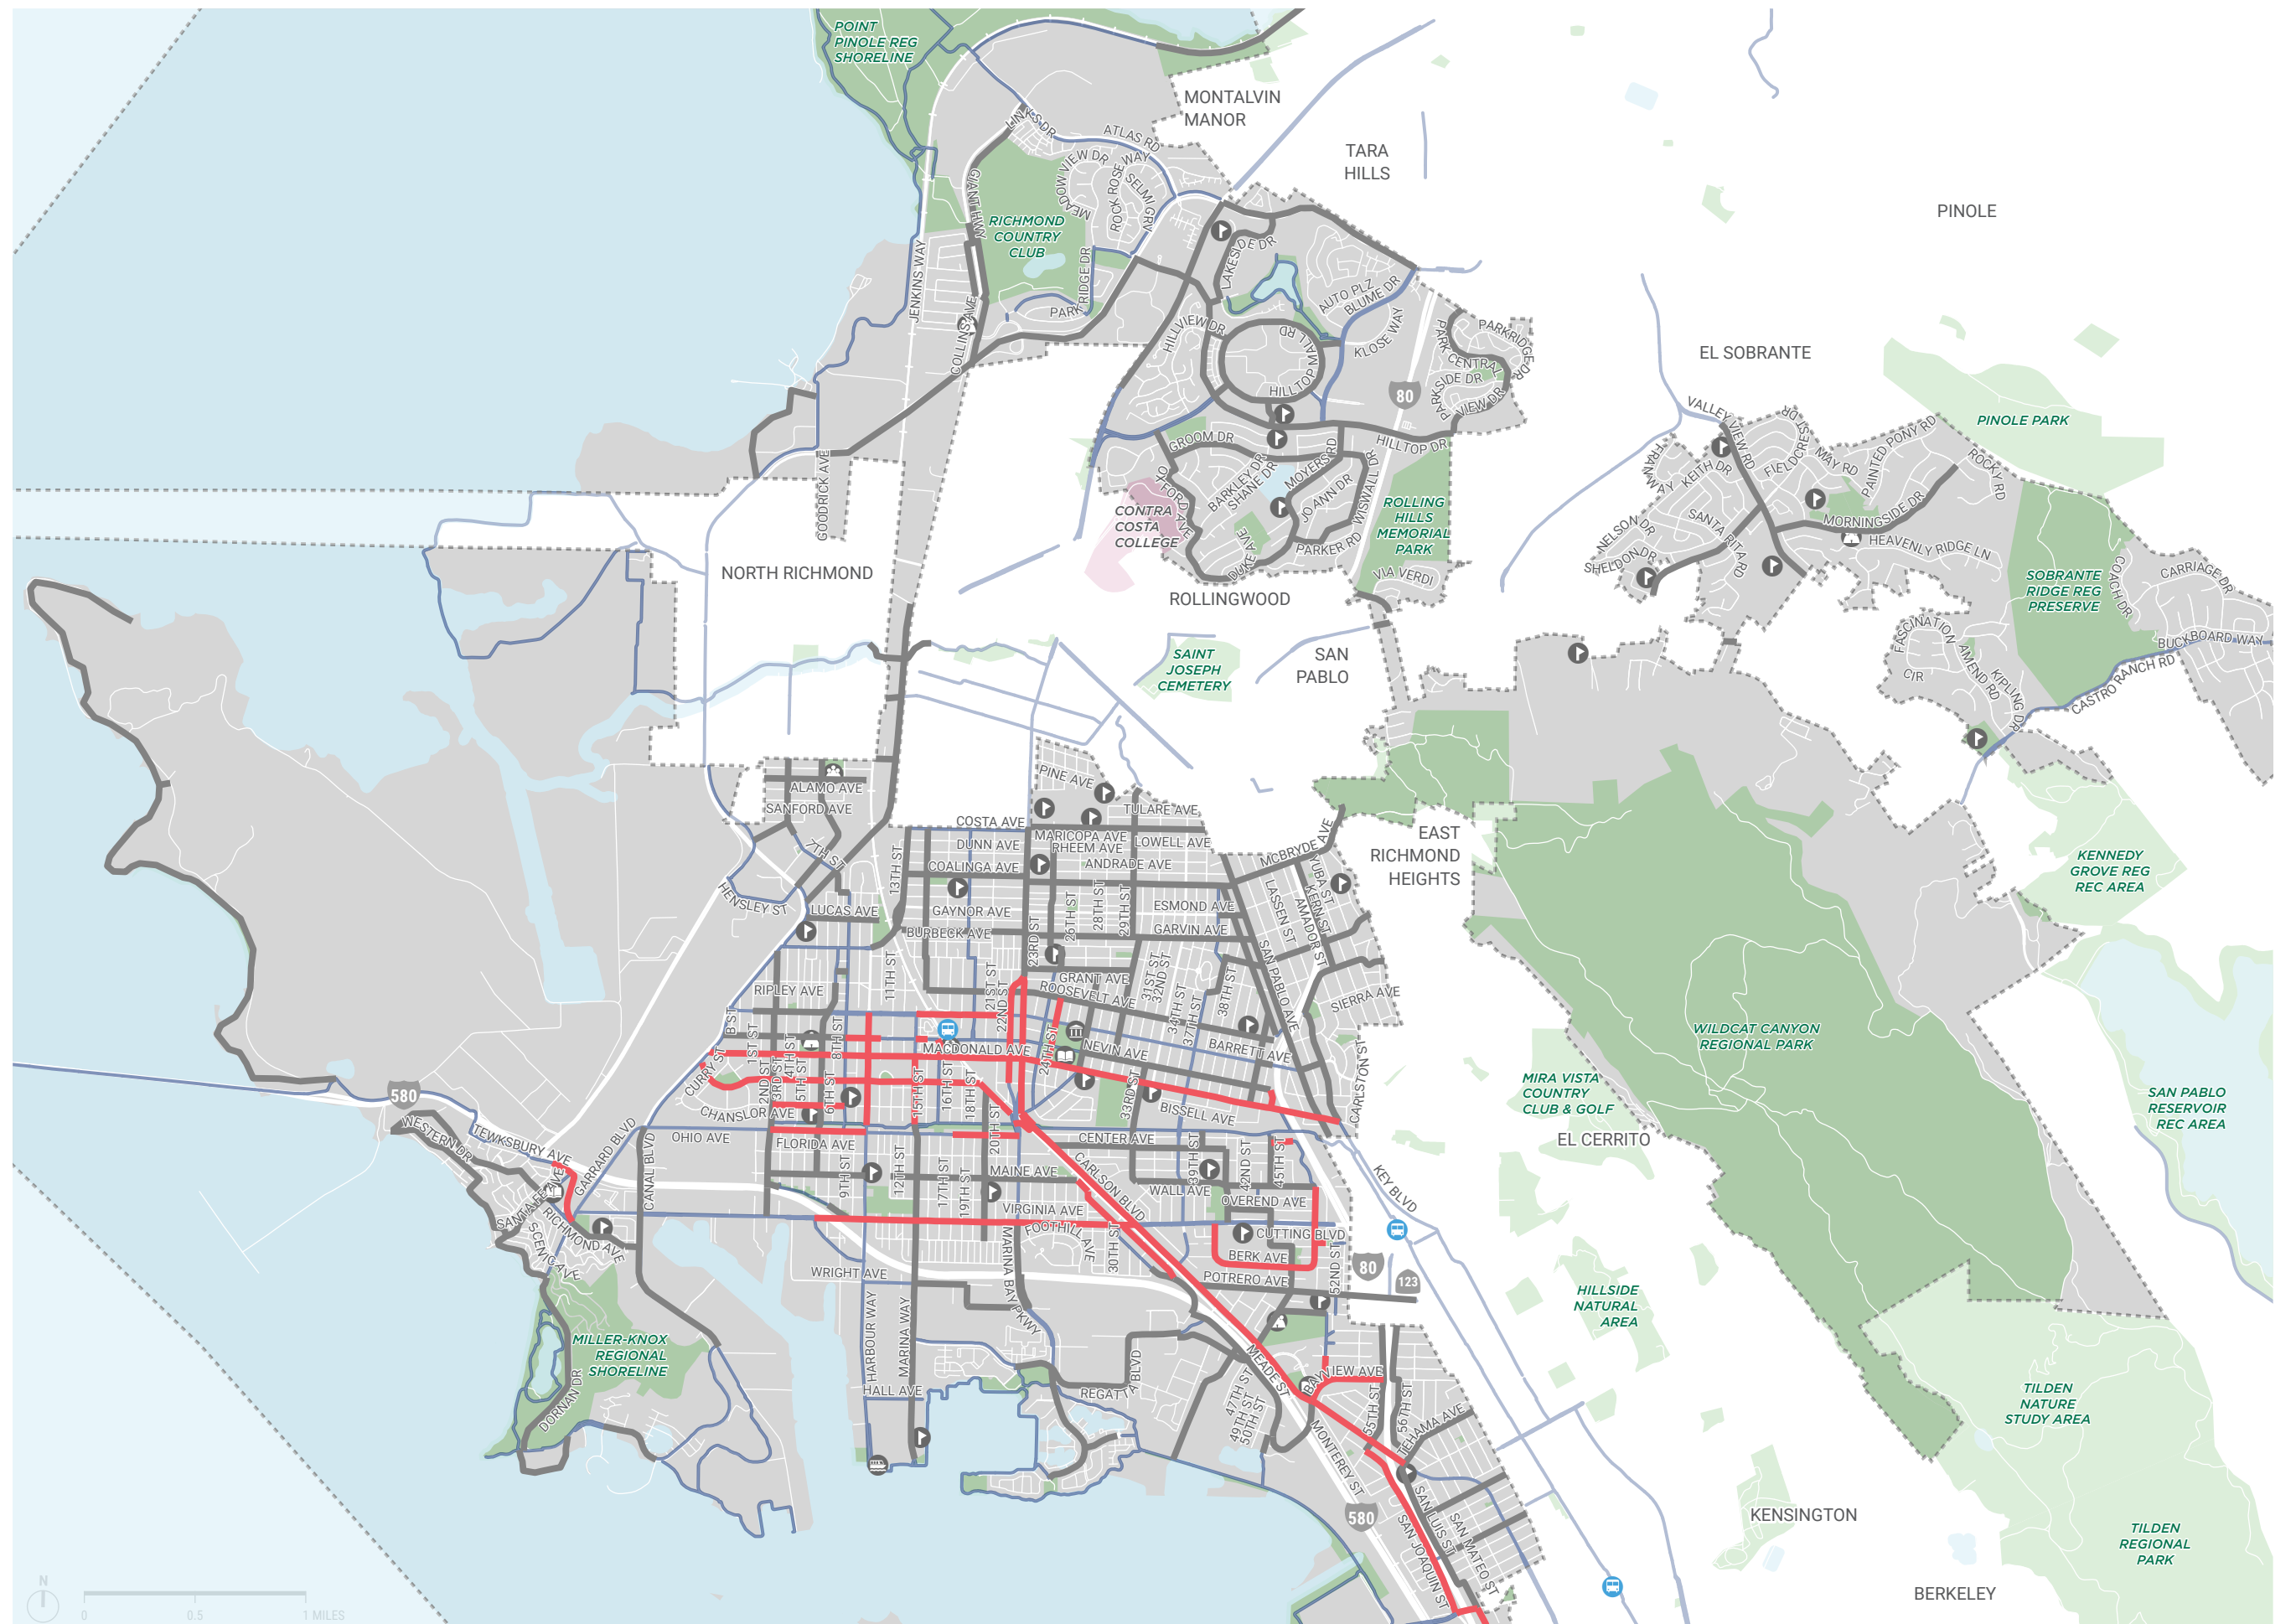 POINT
PINOLE REG
SHORELINE
MONTALVIN
MANOR
LINKS DR
ATLAS RD
TARA
HILLS
MEADOW VIEW DR
ROCK ROSE WAY
SELMI GRV
GIANT HWY
RICHMOND
COUNTRY
CLUB
PINOLE
JENKINS WAY
LAKESIDE DR
PARK RIDGE DR
COLLINS AVE
AUTO PLZ
BLUME DR
HILLVIEW DR
KLOSE WAY
HILLTOP MALL RD
PARK CENTRAL
PARKRIDGE DR
PARKSIDE DR
VIEW DR
EL SOBRANTE
80
VALLEY VIEW RD
PINOLE PARK
GROOM DR
HILLTOP DR
FRAN WAY
KEITH DR
FIELDCREST DR
MAY RD
PAINTED PONY RD
ROCKY RD
GOODRICK AVE
OXFORD AVE
BARKLEY DR
SHANE DR
MOYERS RD
JO ANN DR
WISWALL DR
CONTRA
COSTA
COLLEGE
ROLLING
HILLS
MEMORIAL
PARK
PARKER RD
DUKE AVE
VIA VERDI
NELSON DR
SHELDON DR
SANTA RITA RD
MORNINGSIDE DR
HEAVENLY RIDGE LN
COACH DR
CARRIAGE DR
SOBRANTE
RIDGE REG
PRESERVE
NORTH RICHMOND
ROLLINGWOOD
FASCINATION
CIR
AMEND RD
KIPLING DR
BUCKBOARD WAY
CASTRO RANCH RD
SAINT
JOSEPH
CEMETERY
SAN
PABLO
PINE AVE
ALAMO AVE
SANFORD AVE
TULARE AVE
COSTA AVE
MARICOPA AVE
LOWELL AVE
DUNN AVE
RHEEM AVE
7TH ST
13TH ST
COALINGA AVE
ANDRADE AVE
MCBRYDE AVE
EAST
RICHMOND
HEIGHTS
KENNEDY
GROVE REG
REC AREA
HENSLEY ST
LUCAS AVE
GAYNOR AVE
BURBECK AVE
23RD ST
26TH ST
28TH ST
29TH ST
ESMOND AVE
GARVIN AVE
LASSEN ST
YUBA ST
KERN ST
AMADOR ST
SAN PABLO AVE
RIPLEY AVE
11TH ST
21ST ST
22ND ST
GRANT AVE
ROOSEVELT AVE
31ST ST
32ND ST
34TH ST
37TH ST
38TH ST
SIERRA AVE
WILDCAT CANYON
REGIONAL PARK
B ST
1ST ST
2ND ST
3RD ST
4TH ST
5TH ST
6TH ST
8TH ST
MACDONALD AVE
24TH ST
NEVIN AVE
BARRETT AVE
CURRY ST
15TH ST
16TH ST
18TH ST
20TH ST
33RD ST
BISSELL AVE
CARLSTON ST
CHANSLOR AVE
MIRA VISTA
COUNTRY
CLUB & GOLF
SAN PABLO
RESERVOIR
REC AREA
580
WESTERN DR
TEWKSBURY AVE
GARRARD BLVD
CANAL BLVD
OHIO AVE
FLORIDA AVE
CENTER AVE
EL CERRITO
9TH ST
12TH ST
17TH ST
19TH ST
MAINE AVE
CARLSON BLVD
WALL AVE
39TH ST
42ND ST
45TH ST
OVEREND AVE
KEY BLVD
SANTA FE AVE
RICHMOND AVE
SCENIC AVE
VIRGINIA AVE
FOOTHILL AVE
30TH ST
CUTTING BLVD
BERK AVE
POTRERO AVE
52ND ST
80
123
WRIGHT AVE
HARBOUR WAY
MARINA WAY
MARINA BAY PKWY
HILLSIDE
NATURAL
AREA
MILLER-KNOX
REGIONAL
SHORELINE
DORNAN DR
HALL AVE
REGATTA BLVD
MEADE ST
47TH ST
49TH ST
50TH ST
55TH ST
56TH ST
TEHAMA AVE
MONTEREY ST
TILDEN
NATURE
STUDY AREA
580
SAN LUIS ST
SAN MATEO ST
SAN JOAQUIN ST
KENSINGTON
TILDEN
REGIONAL
PARK
BERKELEY
N
0
0.5
1 MILES